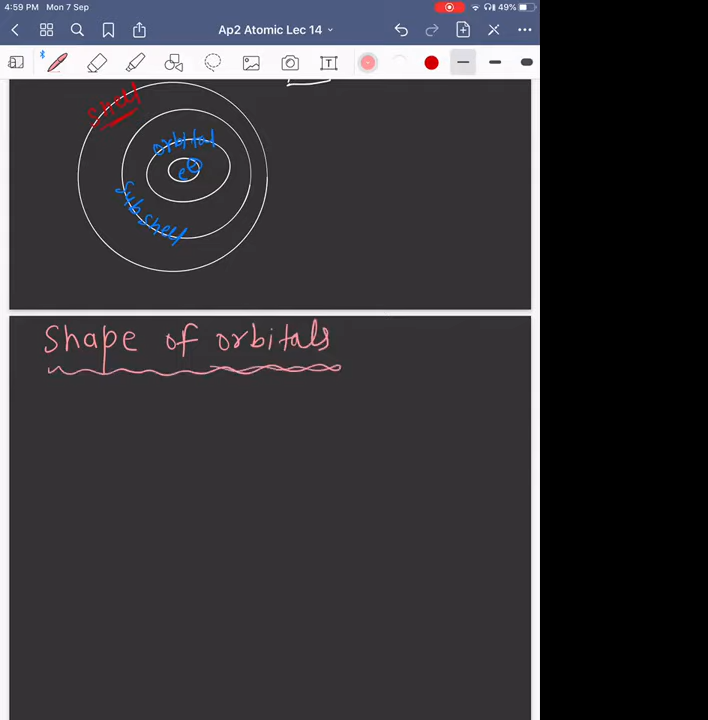 4:59 PM Mon 7 Sep
49%
Ap2 Atomic Lec 14
T
shell
orbital
e
subshell
Shape of orbitals